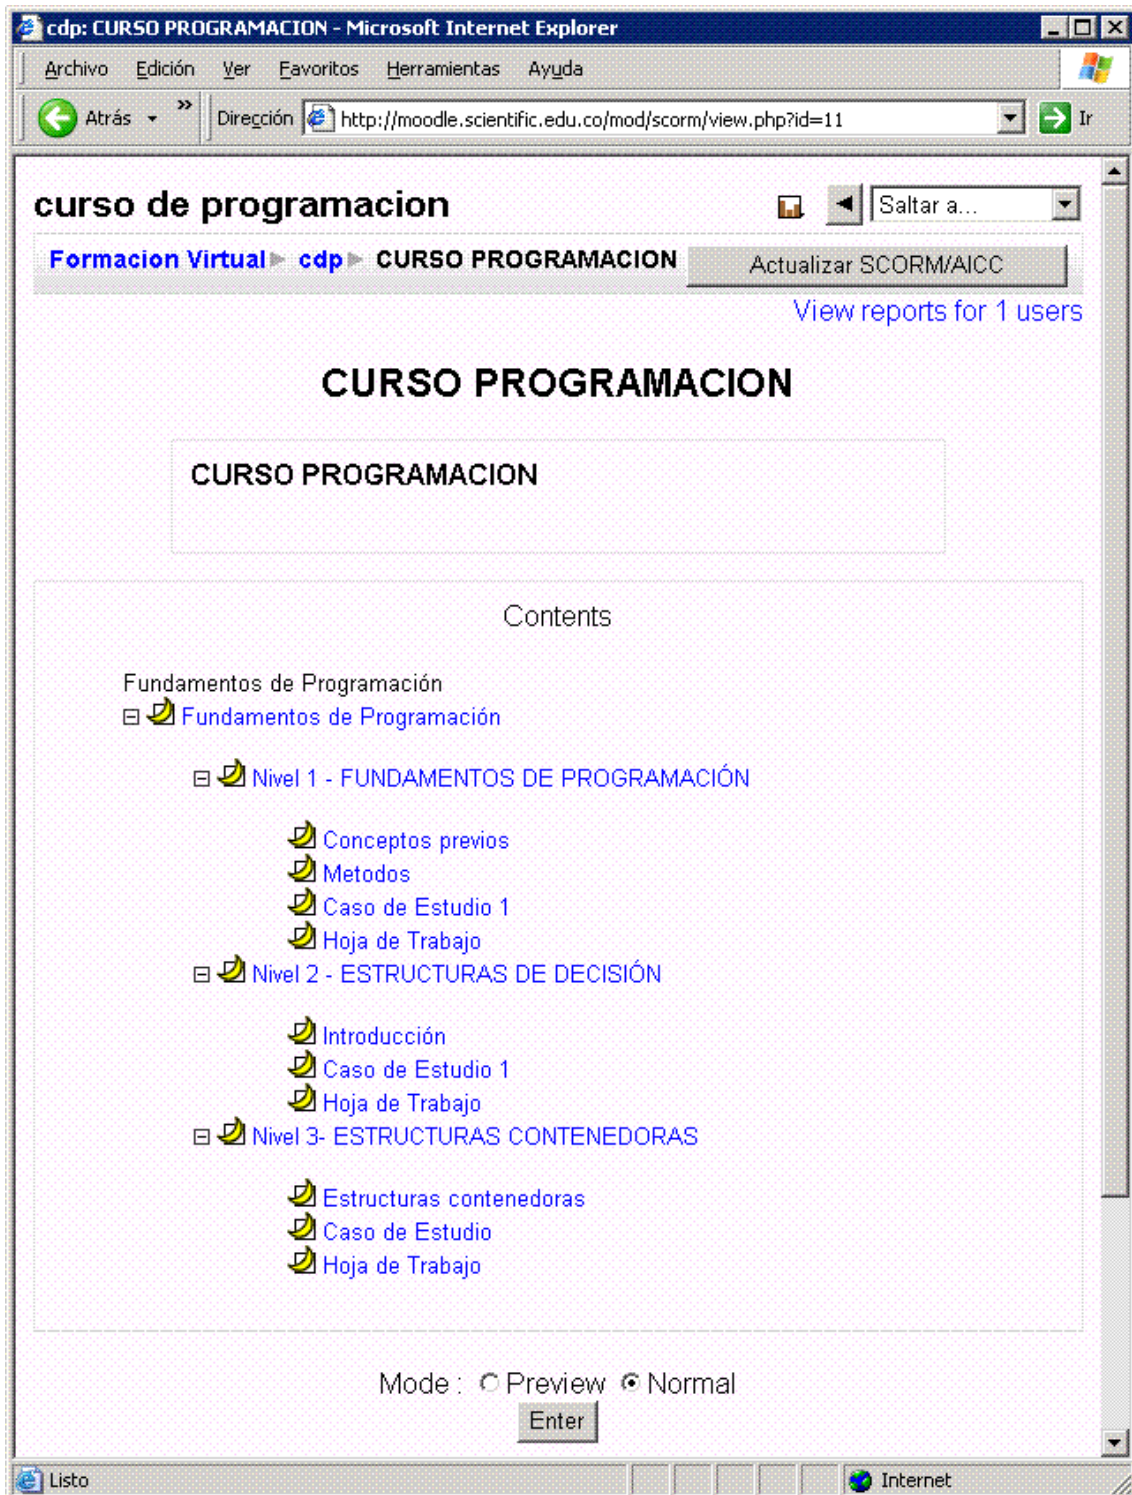 cdp: CURSO PROGRAMACION - Microsoft Internet Explorer
Archivo Edición Ver Favoritos Herramientas Ayuda
Atrás » Dirección http://moodle.scientific.edu.co/mod/scorm/view.php?id=11 Ir
curso de programacion Saltar a...
Formacion Virtual cdp CURSO PROGRAMACION Actualizar SCORM/AICC
View reports for 1 users
CURSO PROGRAMACION
CURSO PROGRAMACION
Contents
Fundamentos de Programación
Fundamentos de Programación
Nivel 1 - FUNDAMENTOS DE PROGRAMACIÓN
Conceptos previos
Metodos
Caso de Estudio 1
Hoja de Trabajo
Nivel 2 - ESTRUCTURAS DE DECISIÓN
Introducción
Caso de Estudio 1
Hoja de Trabajo
Nivel 3- ESTRUCTURAS CONTENEDORAS
Estructuras contenedoras
Caso de Estudio
Hoja de Trabajo
Mode : Preview Normal
Enter
Listo Internet